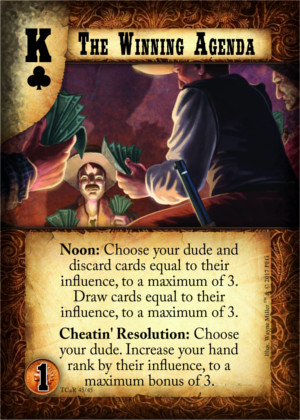 K
THE WINNING AGENDA
Noon: Choose your dude and
discard cards equal to their
influence, to a maximum of 3.
Draw cards equal to their
influence, to a maximum of 3.
Cheatin' Resolution: Choose
your dude. Increase your hand
rank by their influence, to a
maximum bonus of 3.
1